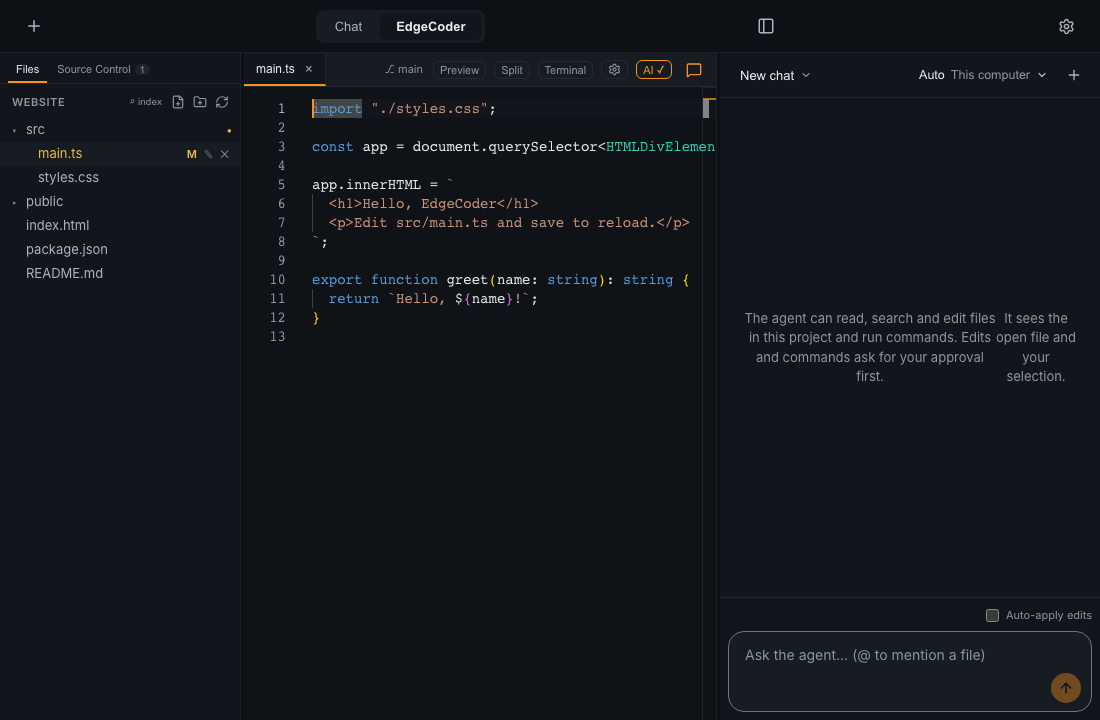 Chat
EdgeCoder
Files
Source Control 1
WEBSITE
index
src
main.ts
M
styles.css
public
index.html
package.json
README.md
main.ts
main
Preview
Split
Terminal
AI ✓
1 import "./styles.css";
2
3 const app = document.querySelector<HTMLDivElemen
4
5 app.innerHTML = `
6 <h1>Hello, EdgeCoder</h1>
7 <p>Edit src/main.ts and save to reload.</p>
8 `;
9
10 export function greet(name: string): string {
11 return `Hello, ${name}!`;
12 }
13
New chat
Auto This computer
The agent can read, search and edit files
in this project and run commands. Edits
and commands ask for your approval
first.
It sees the
open file and
your
selection.
Auto-apply edits
Ask the agent... (@ to mention a file)